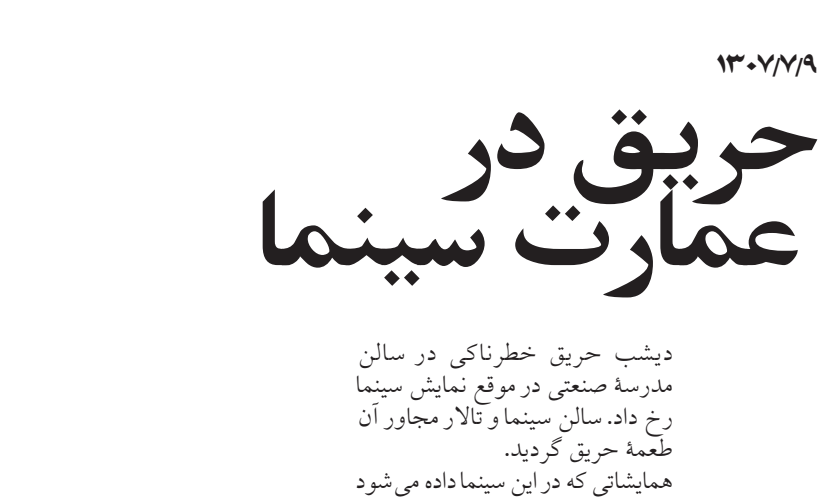 ۱۳۰۷/۷/۹
حریق در
عمارت سینما
دیشب حریق خطرناکی در سالن
مدرسهٔ صنعتی در موقع نمایش سینما
رخ داد. سالن سینما و تالار مجاور آن
طعمهٔ حریق گردید.
همایشاتی که در این سینما داده می‌شود